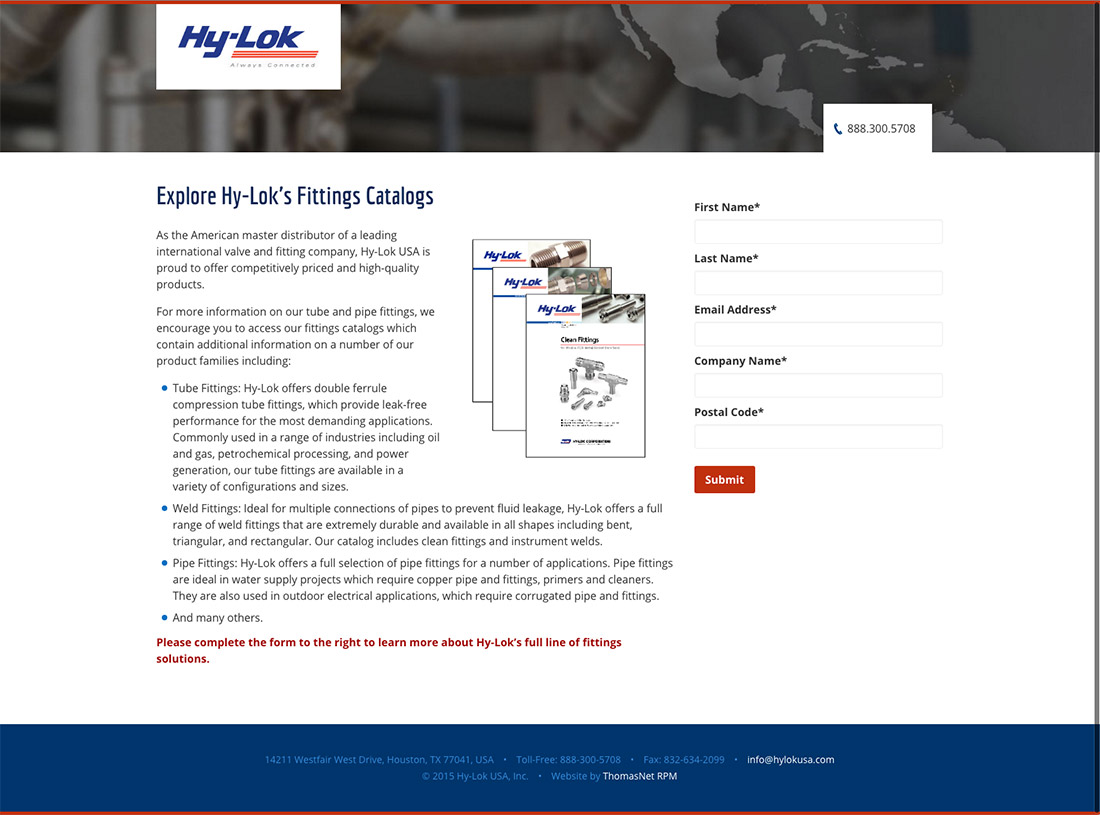 Hy-Lok
Always Connected
888.300.5708
Explore Hy-Lok's Fittings Catalogs
As the American master distributor of a leading
international valve and fitting company, Hy-Lok USA is
proud to offer competitively priced and high-quality
products.
For more information on our tube and pipe fittings, we
encourage you to access our fittings catalogs which
contain additional information on a number of our
product families including:
Tube Fittings: Hy-Lok offers double ferrule
compression tube fittings, which provide leak-free
performance for the most demanding applications.
Commonly used in a range of industries including oil
and gas, petrochemical processing, and power
generation, our tube fittings are available in a
variety of configurations and sizes.
Hy-Lok
Hy-Lok
Hy-Lok
Clean Fittings
HY-LOK CORPORATION
Weld Fittings: Ideal for multiple connections of pipes to prevent fluid leakage, Hy-Lok offers a full
range of weld fittings that are extremely durable and available in all shapes including bent,
triangular, and rectangular. Our catalog includes clean fittings and instrument welds.
Pipe Fittings: Hy-Lok offers a full selection of pipe fittings for a number of applications. Pipe fittings
are ideal in water supply projects which require copper pipe and fittings, primers and cleaners.
They are also used in outdoor electrical applications, which require corrugated pipe and fittings.
And many others.
Please complete the form to the right to learn more about Hy-Lok's full line of fittings
solutions.
First Name*
Last Name*
Email Address*
Company Name*
Postal Code*
Submit
14211 Westfair West Drive, Houston, TX 77041, USA • Toll-Free: 888-300-5708 • Fax: 832-634-2099 • info@hylokusa.com
© 2015 Hy-Lok USA, Inc. • Website by ThomasNet RPM